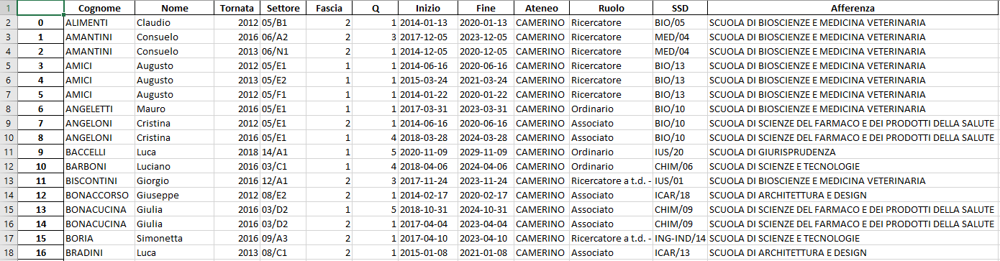 1 Cognome Nome Tornata Settore Fascia Q Inizio Fine Ateneo Ruolo SSD Afferenza
2 0 ALIMENTI Claudio 2012 05/B1 2 1 2014-01-13 2020-01-13 CAMERINO Ricercatore BIO/05 SCUOLA DI BIOSCIENZE E MEDICINA VETERINARIA
3 1 AMANTINI Consuelo 2016 06/A2 2 3 2017-12-05 2023-12-05 CAMERINO Ricercatore MED/04 SCUOLA DI BIOSCIENZE E MEDICINA VETERINARIA
4 2 AMANTINI Consuelo 2013 06/N1 2 1 2014-12-05 2020-12-05 CAMERINO Ricercatore MED/04 SCUOLA DI BIOSCIENZE E MEDICINA VETERINARIA
5 3 AMICI Augusto 2012 05/E1 1 1 2014-06-16 2020-06-16 CAMERINO Ricercatore BIO/13 SCUOLA DI BIOSCIENZE E MEDICINA VETERINARIA
6 4 AMICI Augusto 2013 05/E2 1 1 2015-03-24 2021-03-24 CAMERINO Ricercatore BIO/13 SCUOLA DI BIOSCIENZE E MEDICINA VETERINARIA
7 5 AMICI Augusto 2012 05/F1 1 1 2014-01-22 2020-01-22 CAMERINO Ricercatore BIO/13 SCUOLA DI BIOSCIENZE E MEDICINA VETERINARIA
8 6 ANGELETTI Mauro 2016 05/E1 1 1 2017-03-31 2023-03-31 CAMERINO Ordinario BIO/10 SCUOLA DI BIOSCIENZE E MEDICINA VETERINARIA
9 7 ANGELONI Cristina 2012 05/E1 2 1 2014-06-16 2020-06-16 CAMERINO Associato BIO/10 SCUOLA DI SCIENZE DEL FARMACO E DEI PRODOTTI DELLA SALUTE
10 8 ANGELONI Cristina 2016 05/E1 1 4 2018-03-28 2024-03-28 CAMERINO Associato BIO/10 SCUOLA DI SCIENZE DEL FARMACO E DEI PRODOTTI DELLA SALUTE
11 9 BACCELLI Luca 2018 14/A1 1 5 2020-11-09 2029-11-09 CAMERINO Ordinario IUS/20 SCUOLA DI GIURISPRUDENZA
12 10 BARBONI Luciano 2016 03/C1 1 4 2018-04-06 2024-04-06 CAMERINO Ordinario CHIM/06 SCUOLA DI SCIENZE E TECNOLOGIE
13 11 BISCONTINI Giorgio 2016 12/A1 2 3 2017-11-24 2023-11-24 CAMERINO Ricercatore a t.d. - IUS/01 SCUOLA DI BIOSCIENZE E MEDICINA VETERINARIA
14 12 BONACCORSO Giuseppe 2012 08/E2 2 1 2014-02-17 2020-02-17 CAMERINO Associato ICAR/18 SCUOLA DI ARCHITETTURA E DESIGN
15 13 BONACUCINA Giulia 2016 03/D2 1 5 2018-10-31 2024-10-31 CAMERINO Associato CHIM/09 SCUOLA DI SCIENZE DEL FARMACO E DEI PRODOTTI DELLA SALUTE
16 14 BONACUCINA Giulia 2016 03/D2 2 1 2017-04-04 2023-04-04 CAMERINO Associato CHIM/09 SCUOLA DI SCIENZE DEL FARMACO E DEI PRODOTTI DELLA SALUTE
17 15 BORIA Simonetta 2016 09/A3 2 1 2017-04-10 2023-04-10 CAMERINO Ricercatore a t.d. - ING-IND/14 SCUOLA DI SCIENZE E TECNOLOGIE
18 16 BRADINI Luca 2013 08/C1 2 1 2015-01-08 2021-01-08 CAMERINO Associato ICAR/13 SCUOLA DI ARCHITETTURA E DESIGN